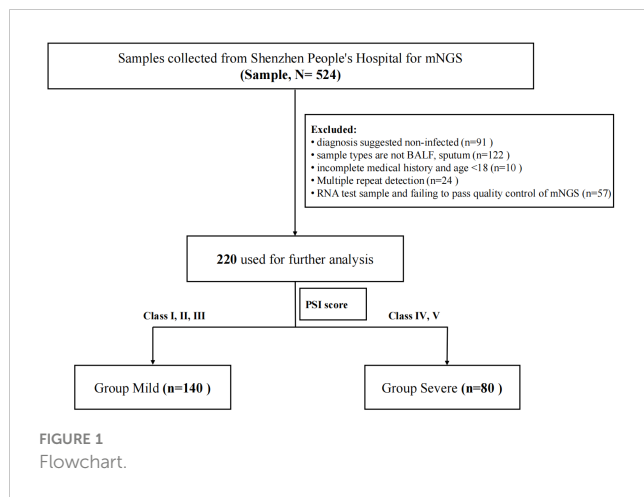 Samples collected from Shenzhen People's Hospital for mNGS
(Sample, N= 524)
Excluded:
• diagnosis suggested non-infected (n=91 )
• sample types are not BALF, sputum (n=122 )
• incomplete medical history and age <18 (n=10 )
• Multiple repeat detection (n=24 )
• RNA test sample and failing to pass quality control of mNGS (n=57)
220 used for further analysis
PSI score
Class I, II, III
Class IV, V
Group Mild (n=140 )
Group Severe (n=80 )
FIGURE 1
Flowchart.